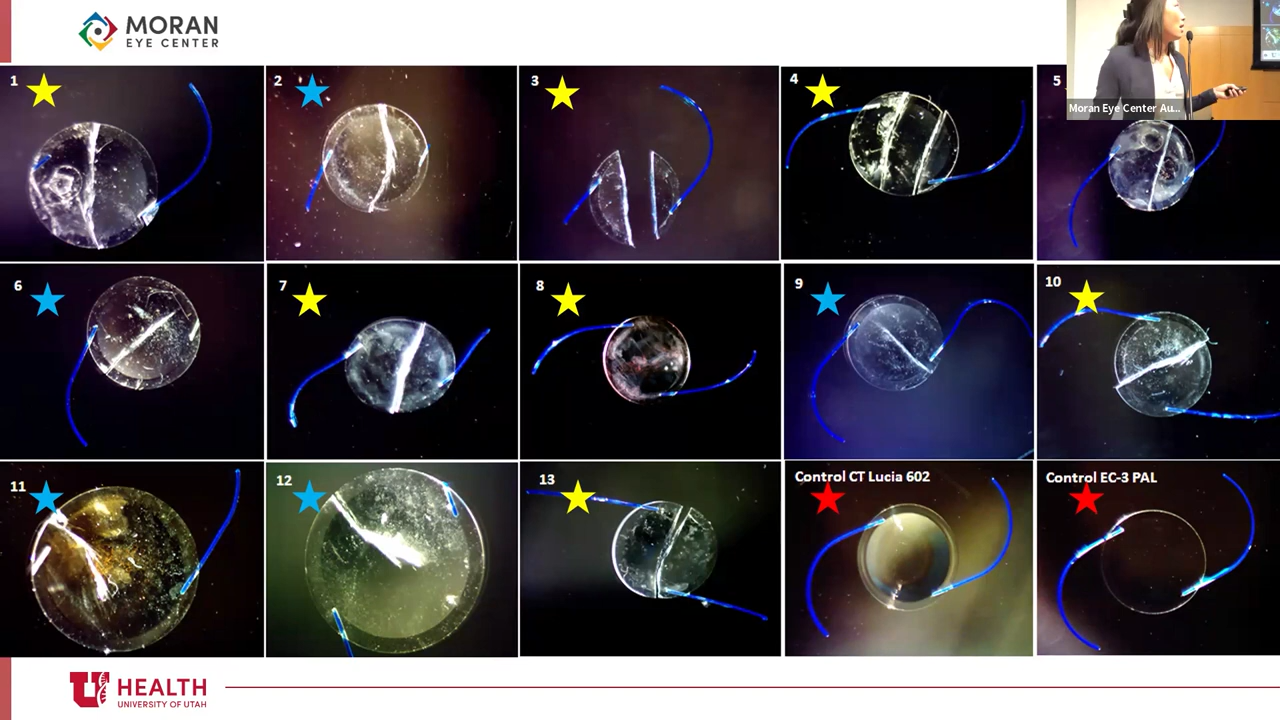 MORAN
EYE CENTER
Moran Eye Center Au...
1
2
3
4
5
6
7
8
9
10
11
12
13
Control CT Lucia 602
Control EC-3 PAL
U
HEALTH
UNIVERSITY OF UTAH